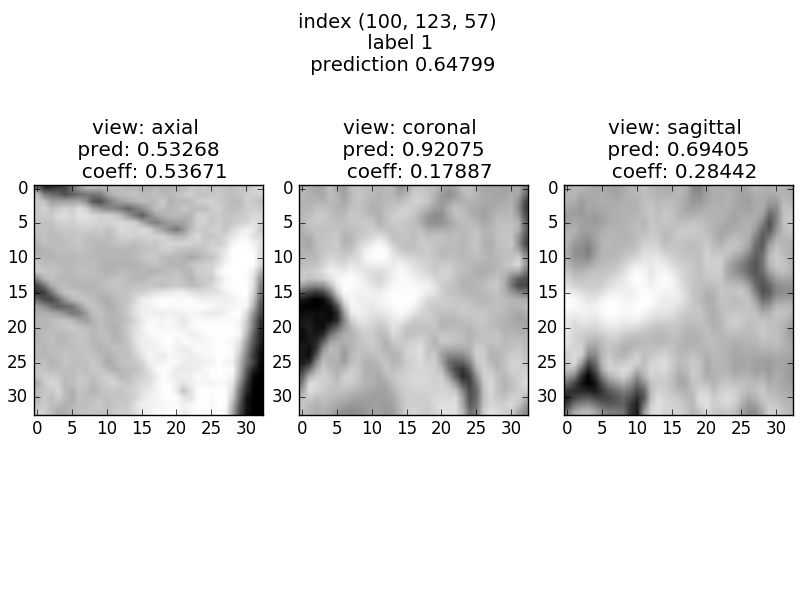 index (100, 123, 57)
label 1
prediction 0.64799
view: axial
pred: 0.53268
coeff: 0.53671
view: coronal
pred: 0.92075
coeff: 0.17887
view: sagittal
pred: 0.69405
coeff: 0.28442
0
5
10
15
20
25
30
0 5 10 15 20 25 30
0
5
10
15
20
25
30
0 5 10 15 20 25 30
0
5
10
15
20
25
30
0 5 10 15 20 25 30